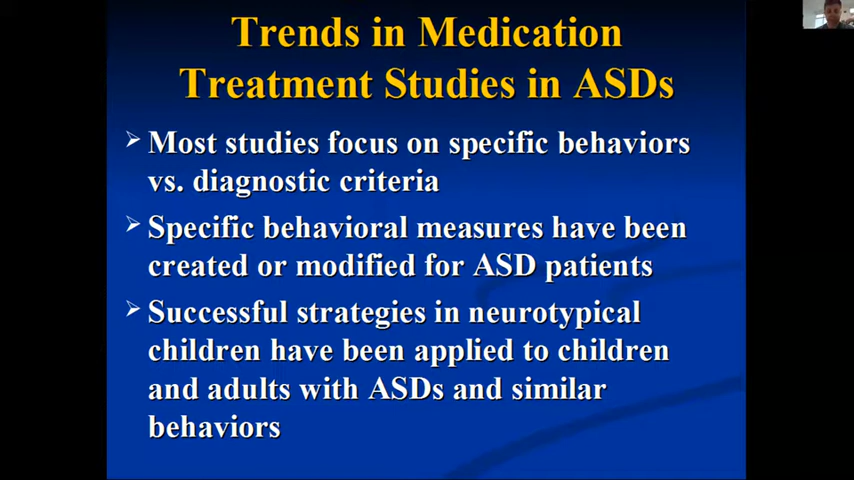 Trends in Medication
Treatment Studies in ASDs
Most studies focus on specific behaviors
vs. diagnostic criteria
Specific behavioral measures have been
created or modified for ASD patients
Successful strategies in neurotypical
children have been applied to children
and adults with ASDs and similar
behaviors